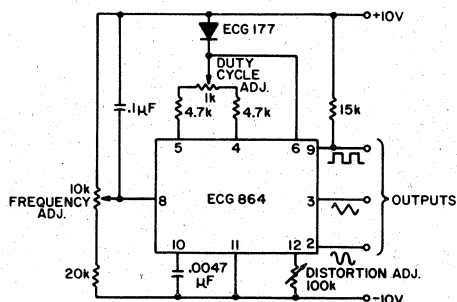 +10V
ECG 177
DUTY
CYCLE
ADJ.
1k
.1µF
4.7k
4.7k
15k
5
4
6
9
10k
FREQUENCY
ADJ.
8
ECG 864
3
OUTPUTS
2
10
11
12
.0047
µF
DISTORTION ADJ.
100k
20k
-10V